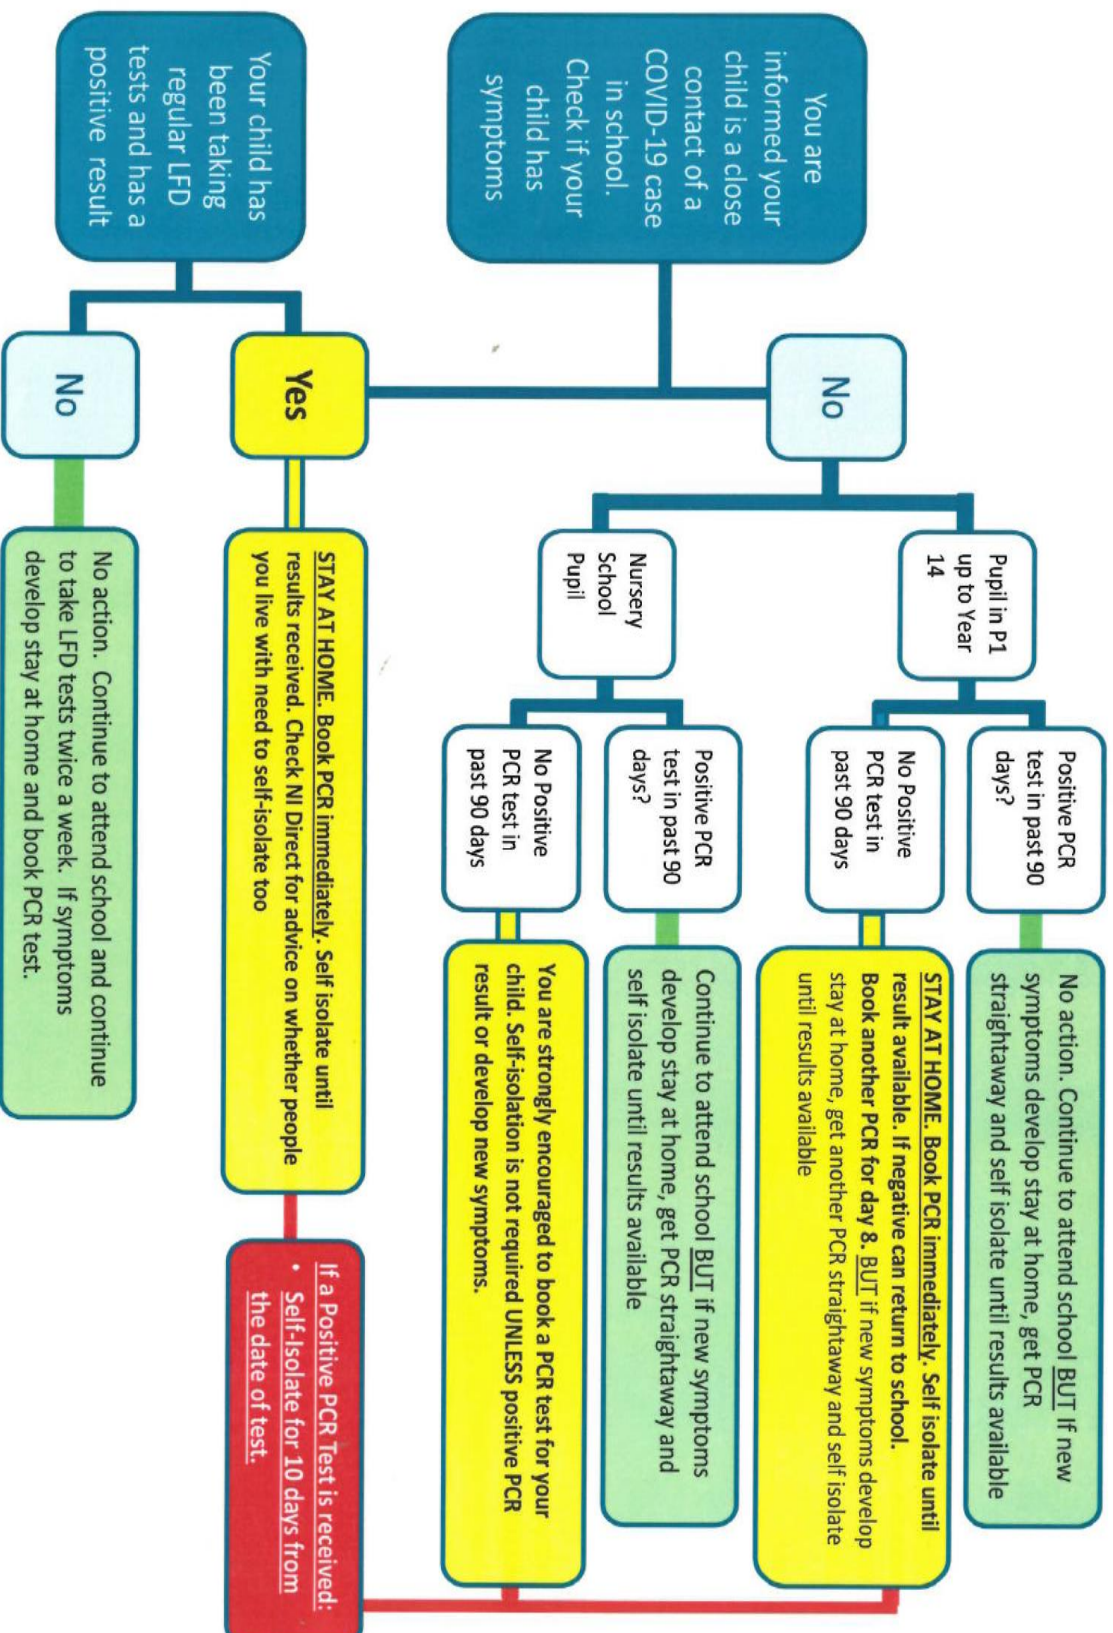 You are
informed your
child is a close
contact of a
COVID-19 case
in school.
Check if your
child has
symptoms
No
Pupil in P1
up to Year
14
Positive PCR
test in past 90
days?
No action. Continue to attend school BUT If new
symptoms develop stay at home, get PCR
straightaway and self isolate until results available
No Positive
PCR test in
past 90 days
STAY AT HOME. Book PCR immediately. Self isolate until
result available. If negative can return to school.
Book another PCR for day 8. BUT if new symptoms develop
stay at home, get another PCR straightaway and self isolate
until results available
Nursery
School
Pupil
Positive PCR
test in past 90
days?
Continue to attend school BUT if new symptoms
develop stay at home, get PCR straightaway and
self isolate until results available
No Positive
PCR test in
past 90 days
You are strongly encouraged to book a PCR test for your
child. Self-isolation is not required UNLESS positive PCR
result or develop new symptoms.
Your child has
been taking
regular LFD
tests and has a
positive result
Yes
STAY AT HOME. Book PCR immediately. Self isolate until
results received. Check NI Direct for advice on whether people
you live with need to self-isolate too
If a Positive PCR Test is received:
• Self-Isolate for 10 days from
the date of test.
No
No action. Continue to attend school and continue
to take LFD tests twice a week. If symptoms
develop stay at home and book PCR test.